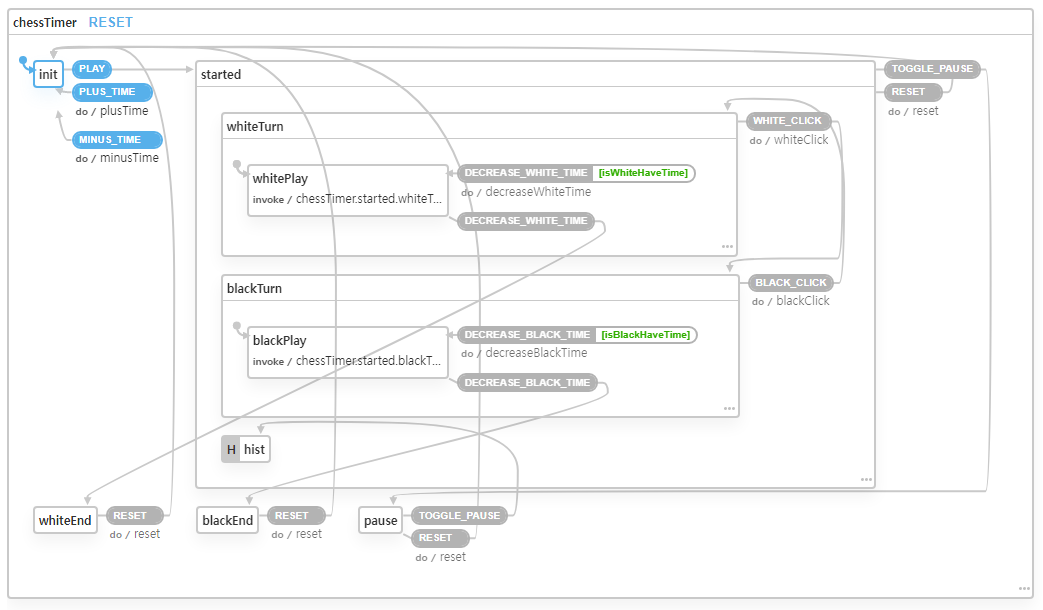 chessTimer RESET
init
PLAY
PLUS_TIME
do / plusTime
MINUS_TIME
do / minusTime
started
TOGGLE_PAUSE
RESET
do / reset
whiteTurn
WHITE_CLICK
do / whiteClick
whitePlay
invoke / chessTimer.started.whiteT...
DECREASE_WHITE_TIME [isWhiteHaveTime]
do / decreaseWhiteTime
DECREASE_WHITE_TIME
blackTurn
BLACK_CLICK
do / blackClick
blackPlay
invoke / chessTimer.started.blackT...
DECREASE_BLACK_TIME [isBlackHaveTime]
do / decreaseBlackTime
DECREASE_BLACK_TIME
H hist
whiteEnd
RESET
do / reset
blackEnd
RESET
do / reset
pause
TOGGLE_PAUSE
RESET
do / reset